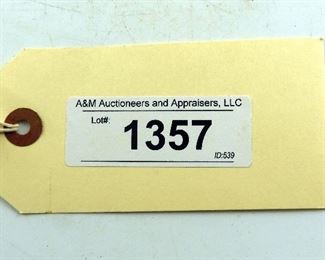 A&M Auctioneers and Appraisers, LLC
Lot#:
1357
ID:539